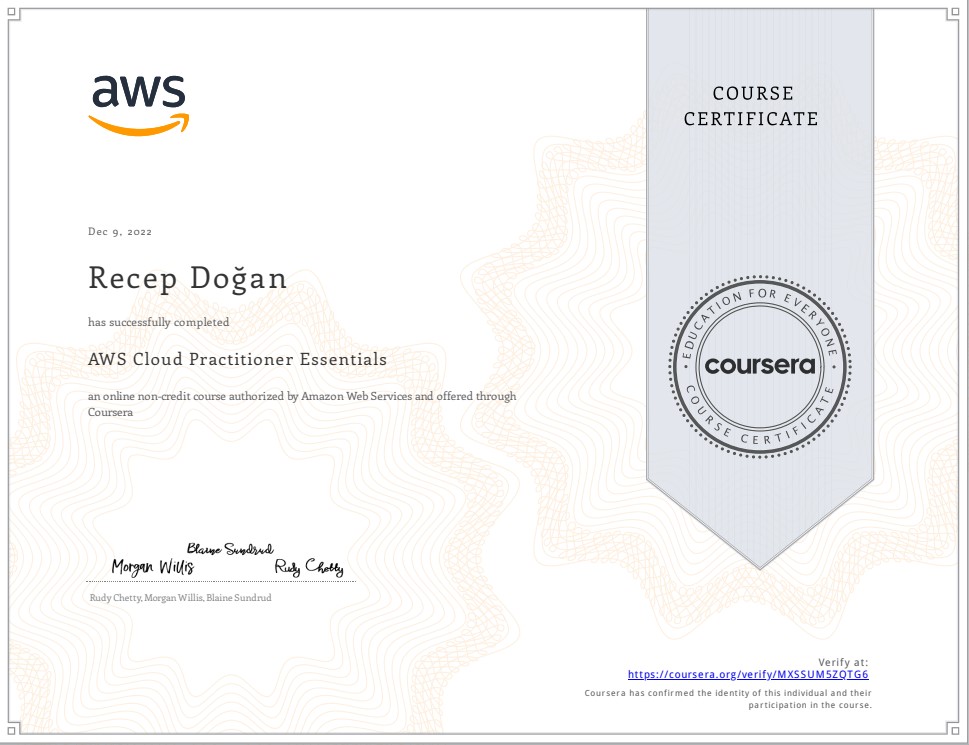 aws
COURSE
CERTIFICATE
Dec 9, 2022
Recep Doğan
has successfully completed
AWS Cloud Practitioner Essentials
an online non-credit course authorized by Amazon Web Services and offered through
Coursera
EDUCATION FOR EVERYONE
coursera
COURSE CERTIFICATE
Blaine Sundrud
Morgan Willis
Rudy Chetty
Rudy Chetty, Morgan Willis, Blaine Sundrud
Verify at:
https://coursera.org/verify/MXSSUM5ZQTG6
Coursera has confirmed the identity of this individual and their
participation in the course.